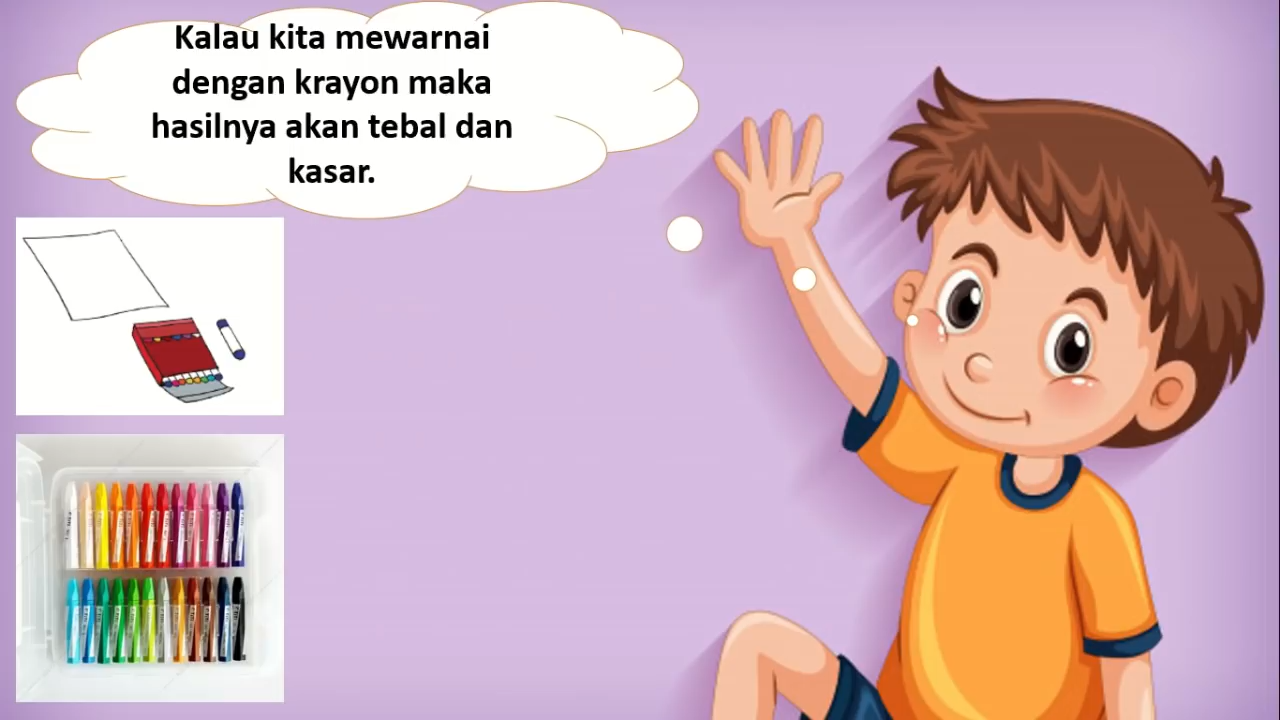 Kalau kita mewarnai
dengan krayon maka
hasilnya akan tebal dan
kasar.